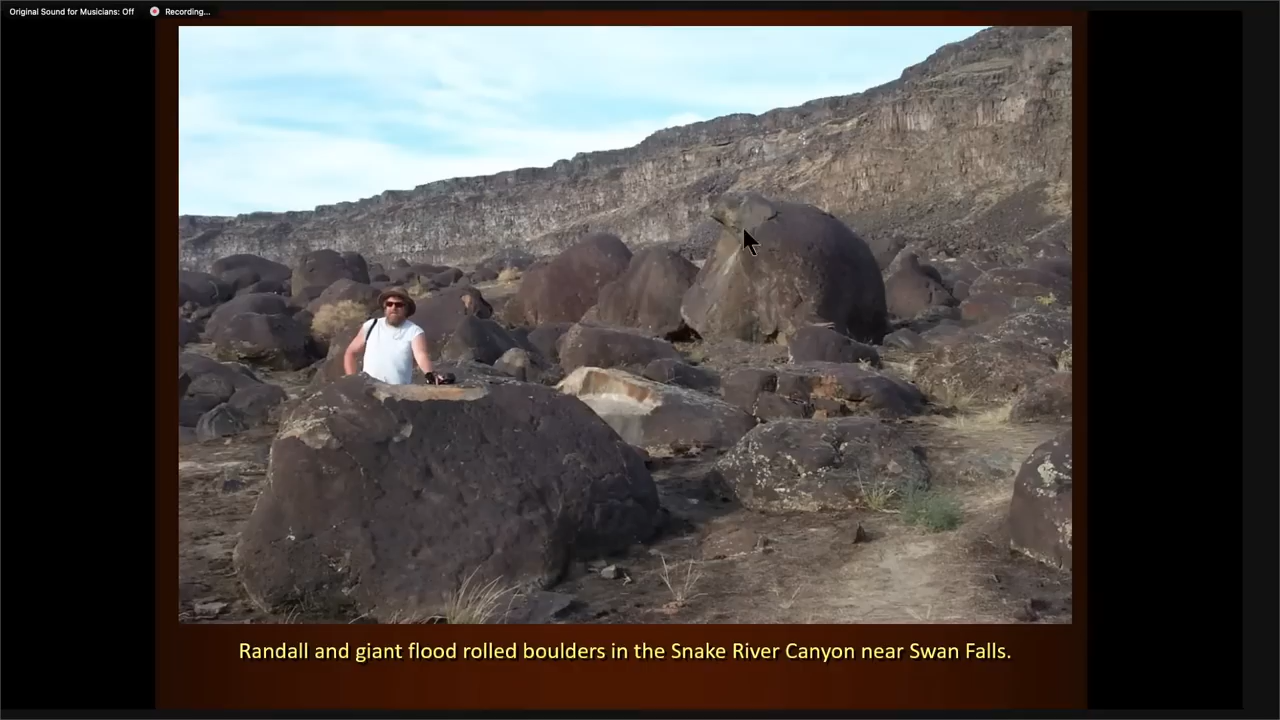 Original Sound for Musicians: Off
Recording...
Randall and giant flood rolled boulders in the Snake River Canyon near Swan Falls.